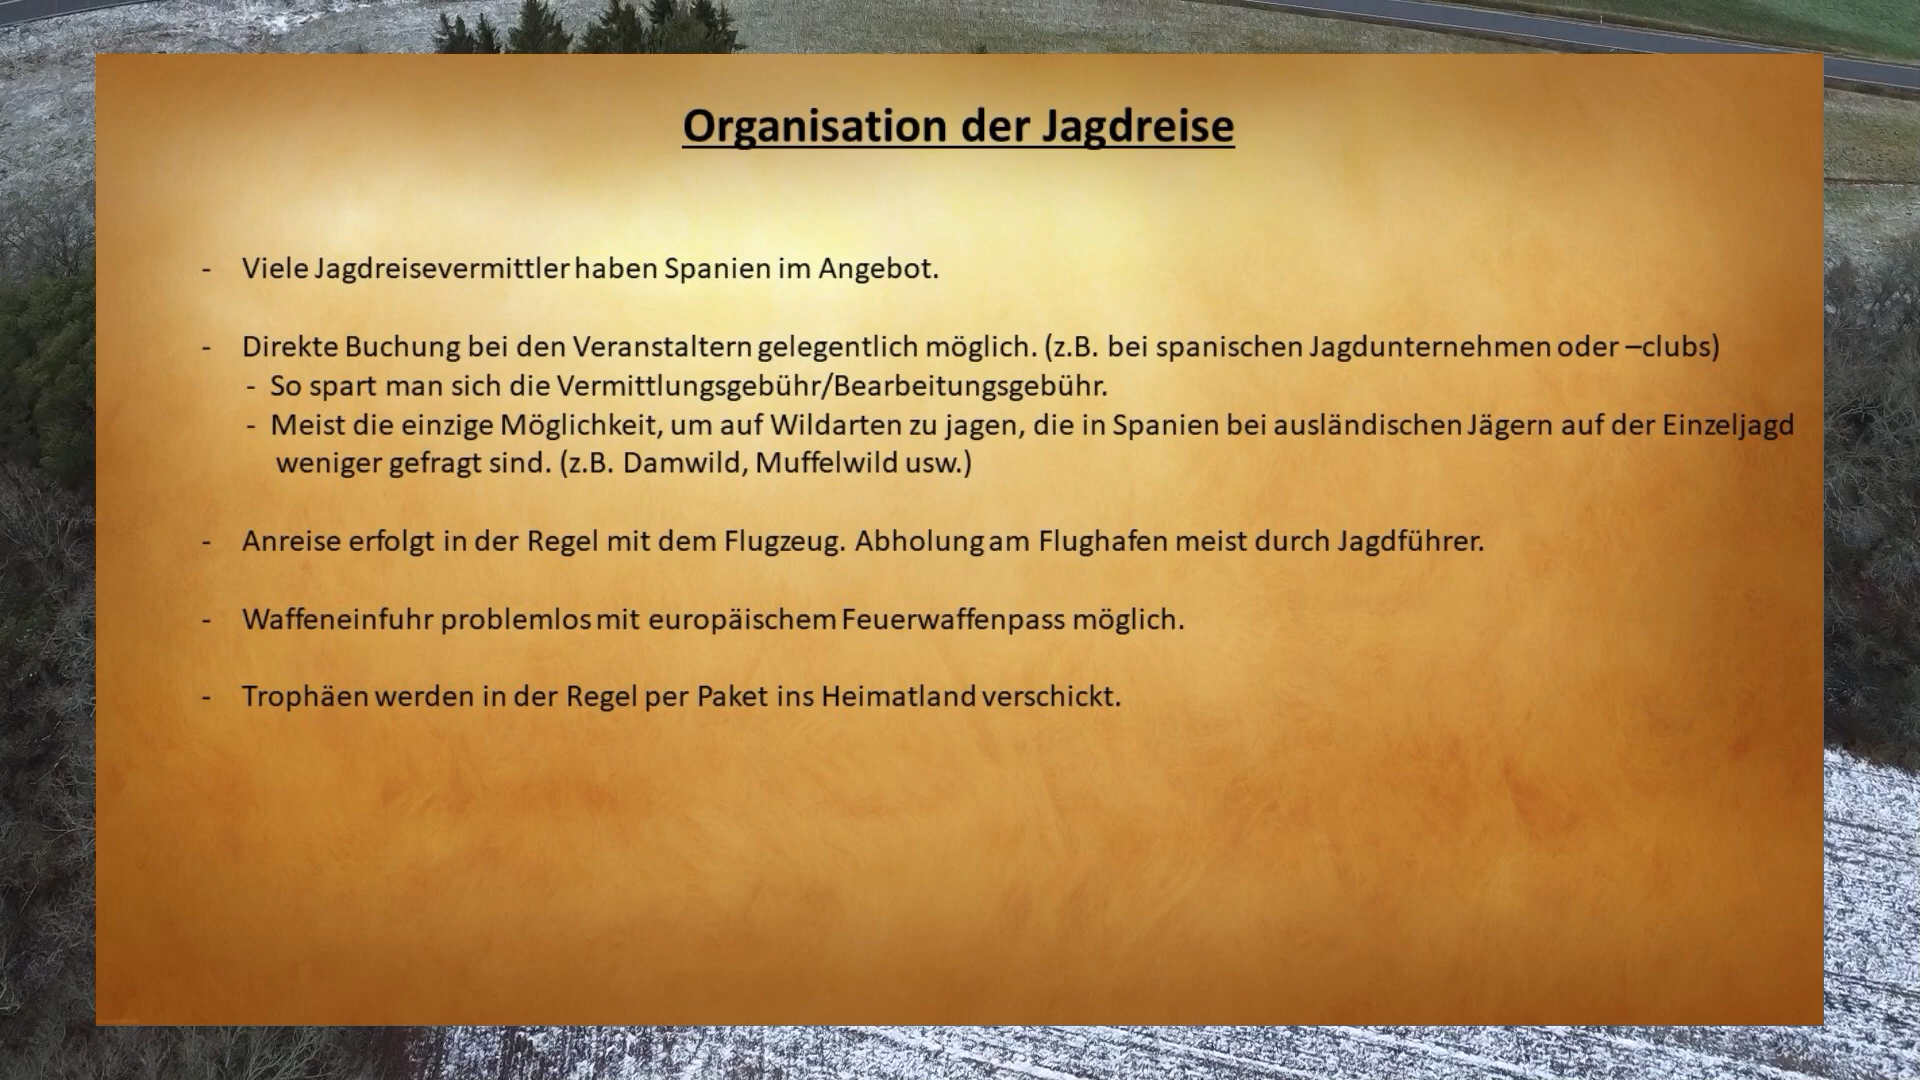 Organisation der Jagdreise
- Viele Jagdreisevermittler haben Spanien im Angebot.
- Direkte Buchung bei den Veranstaltern gelegentlich möglich. (z.B. bei spanischen Jagdunternehmen oder –clubs)
- So spart man sich die Vermittlungsgebühr/Bearbeitungsgebühr.
- Meist die einzige Möglichkeit, um auf Wildarten zu jagen, die in Spanien bei ausländischen Jägern auf der Einzeljagd
weniger gefragt sind. (z.B. Damwild, Muffelwild usw.)
- Anreise erfolgt in der Regel mit dem Flugzeug. Abholung am Flughafen meist durch Jagdführer.
- Waffeneinfuhr problemlos mit europäischem Feuerwaffenpass möglich.
- Trophäen werden in der Regel per Paket ins Heimatland verschickt.